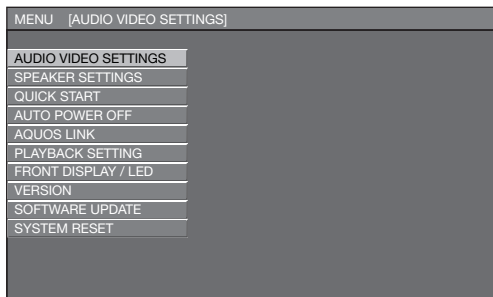 MENU [AUDIO VIDEO SETTINGS]
AUDIO VIDEO SETTINGS
SPEAKER SETTINGS
QUICK START
AUTO POWER OFF
AQUOS LINK
PLAYBACK SETTING
FRONT DISPLAY / LED
VERSION
SOFTWARE UPDATE
SYSTEM RESET